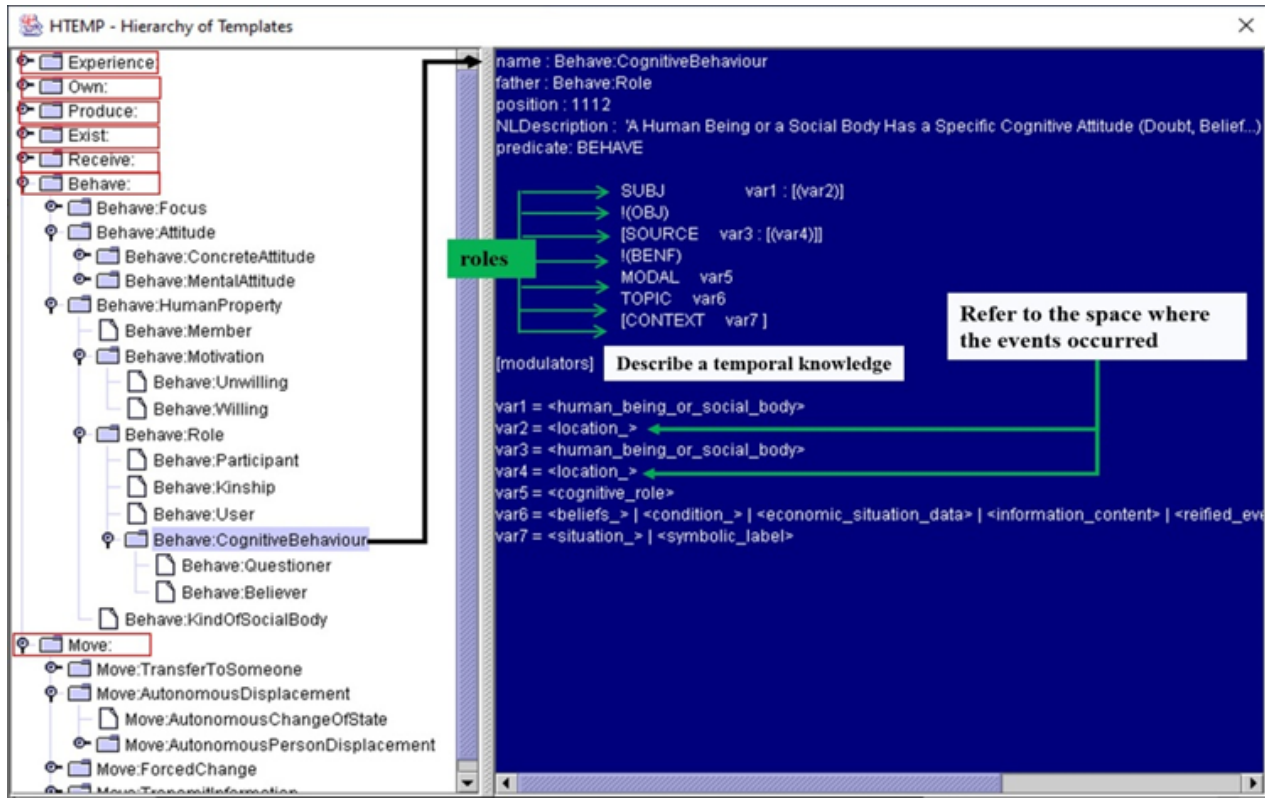 HTEMP - Hierarchy of Templates
Experience:
Own:
Produce:
Exist:
Receive:
Behave:
Behave:Focus
Behave:Attitude
Behave:ConcreteAttitude
Behave:MentalAttitude
Behave:HumanProperty
Behave:Member
Behave:Motivation
Behave:Unwilling
Behave:Willing
Behave:Role
Behave:Participant
Behave:Kinship
Behave:User
Behave:CognitiveBehaviour
Behave:Questioner
Behave:Believer
Behave:KindOfSocialBody
Move:
Move:TransferToSomeone
Move:AutonomousDisplacement
Move:AutonomousChangeOfState
Move:AutonomousPersonDisplacement
Move:ForcedChange
Move:TransmitInformation
name : Behave:CognitiveBehaviour
father : Behave:Role
position : 1112
NLDescription : 'A Human Being or a Social Body Has a Specific Cognitive Attitude (Doubt, Belief...)
predicate: BEHAVE
roles
SUBJ var1 : [(var2)]
!(OBJ)
[SOURCE var3 : [(var4)]]
!(BENF)
MODAL var5
TOPIC var6
[CONTEXT var7 ]
Refer to the space where
the events occurred
[modulators] Describe a temporal knowledge
var1 = <human_being_or_social_body>
var2 = <location_>
var3 = <human_being_or_social_body>
var4 = <location_>
var5 = <cognitive_role>
var6 = <beliefs_> | <condition_> | <economic_situation_data> | <information_content> | <reified_eve
var7 = <situation_> | <symbolic_label>